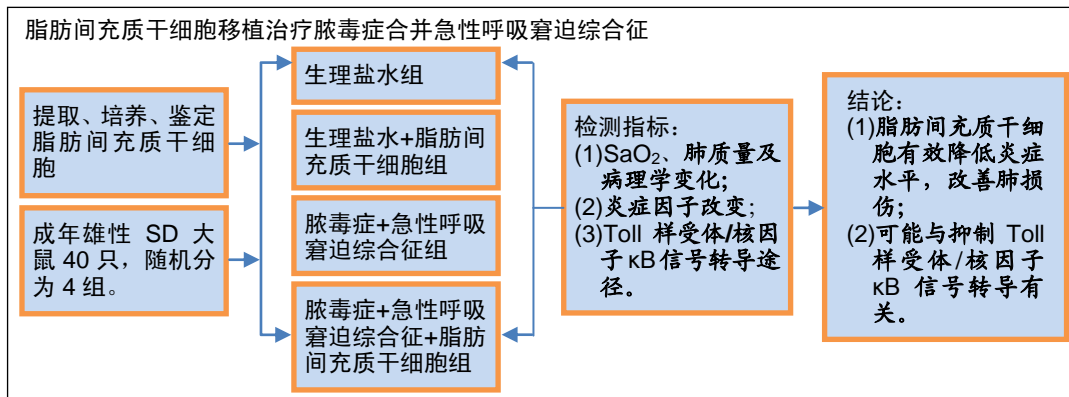 脂肪间充质干细胞移植治疗脓毒症合并急性呼吸窘迫综合征
提取、培养、鉴定
脂肪间充质干细
胞
成年雄性 SD 大
鼠 40 只，随机分
为 4 组。
生理盐水组
生理盐水+脂肪间
充质干细胞组
脓毒症+急性呼吸
窘迫综合征组
脓毒症+急性呼吸
窘迫综合征+脂肪
间充质干细胞组
检测指标：
(1)SaO₂、肺质量及
病理学变化；
(2)炎症因子改变；
(3)Toll 样受体/核因
子 κB 信号转导途
径。
结论：
(1)脂肪间充质干细
胞有效降低炎症
水平，改善肺损
伤；
(2)可能与抑制 Toll
样受体/核因子
κB 信号转导有
关。